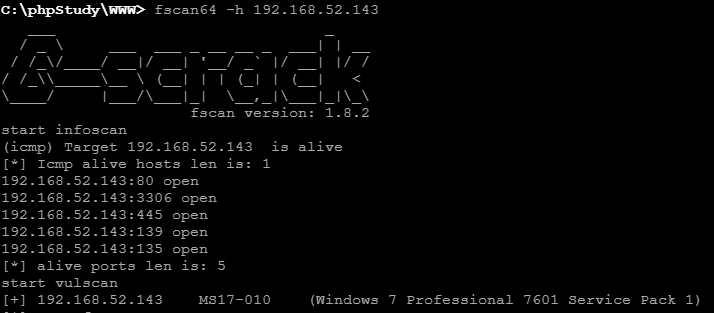 C:\phpStudy\WWW> fscan64 -h 192.168.52.143
fscan version: 1.8.2
start infoscan
(icmp) Target 192.168.52.143  is alive
[*] Icmp alive hosts len is: 1
192.168.52.143:80 open
192.168.52.143:3306 open
192.168.52.143:445 open
192.168.52.143:139 open
192.168.52.143:135 open
[*] alive ports len is: 5
start vulscan
[+] 192.168.52.143    MS17-010    (Windows 7 Professional 7601 Service Pack 1)